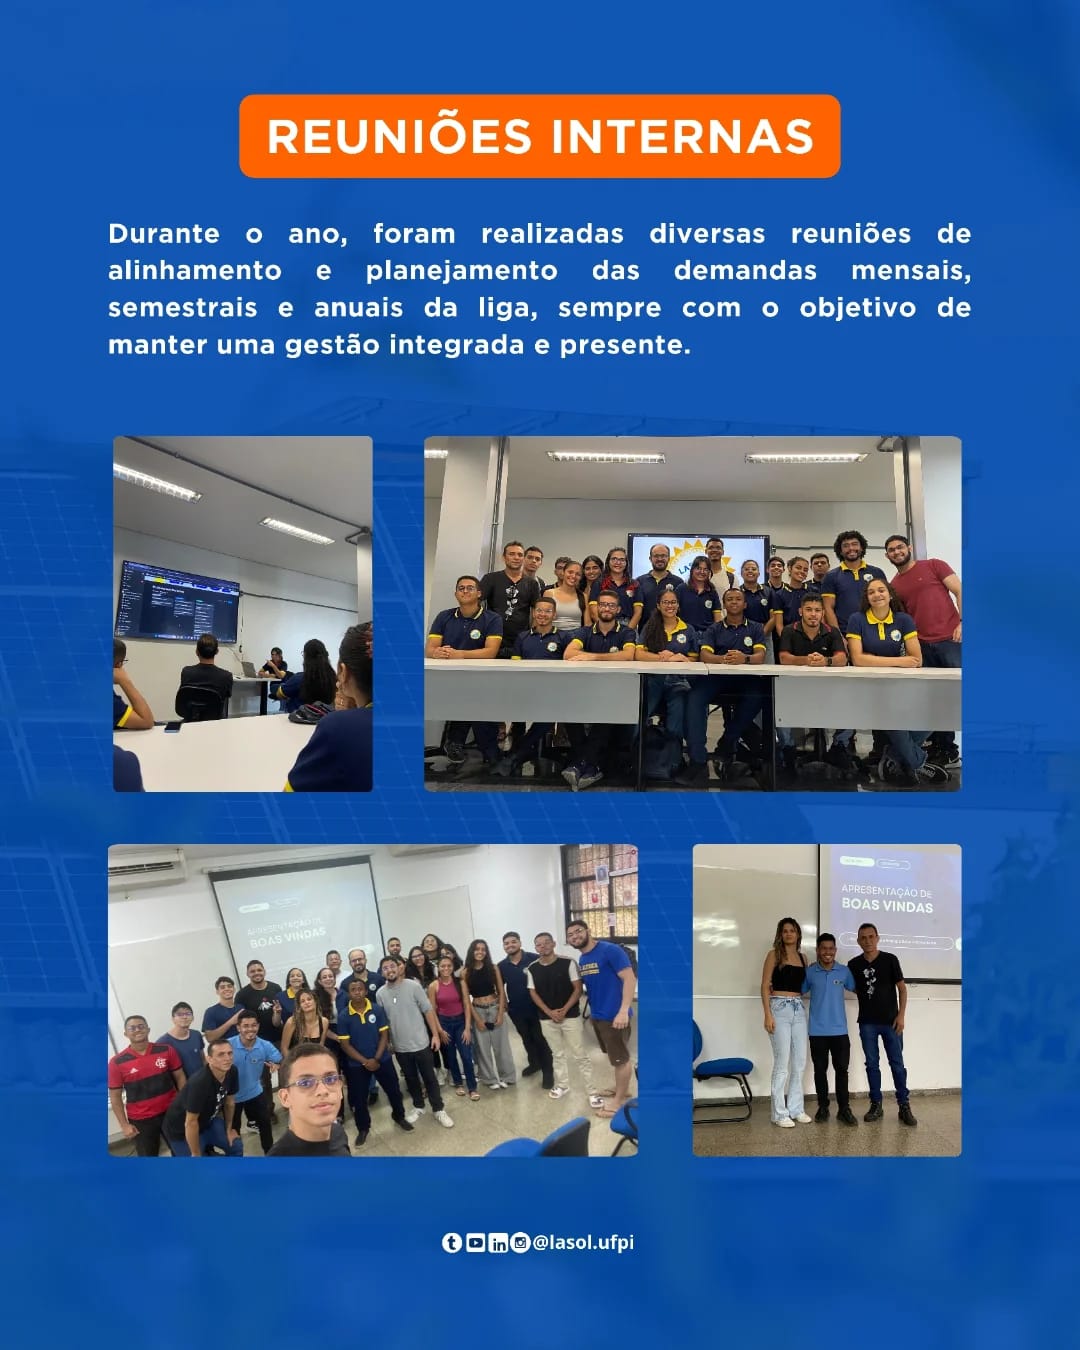 REUNIÕES INTERNAS
Durante o ano, foram realizadas diversas reuniões de
alinhamento e planejamento das demandas mensais,
semestrais e anuais da liga, sempre com o objetivo de
manter uma gestão integrada e presente.
APRESENTAÇÃO DE
BOAS VINDAS
APRESENTAÇÃO DE
BOAS VINDAS
@lasol.ufpi